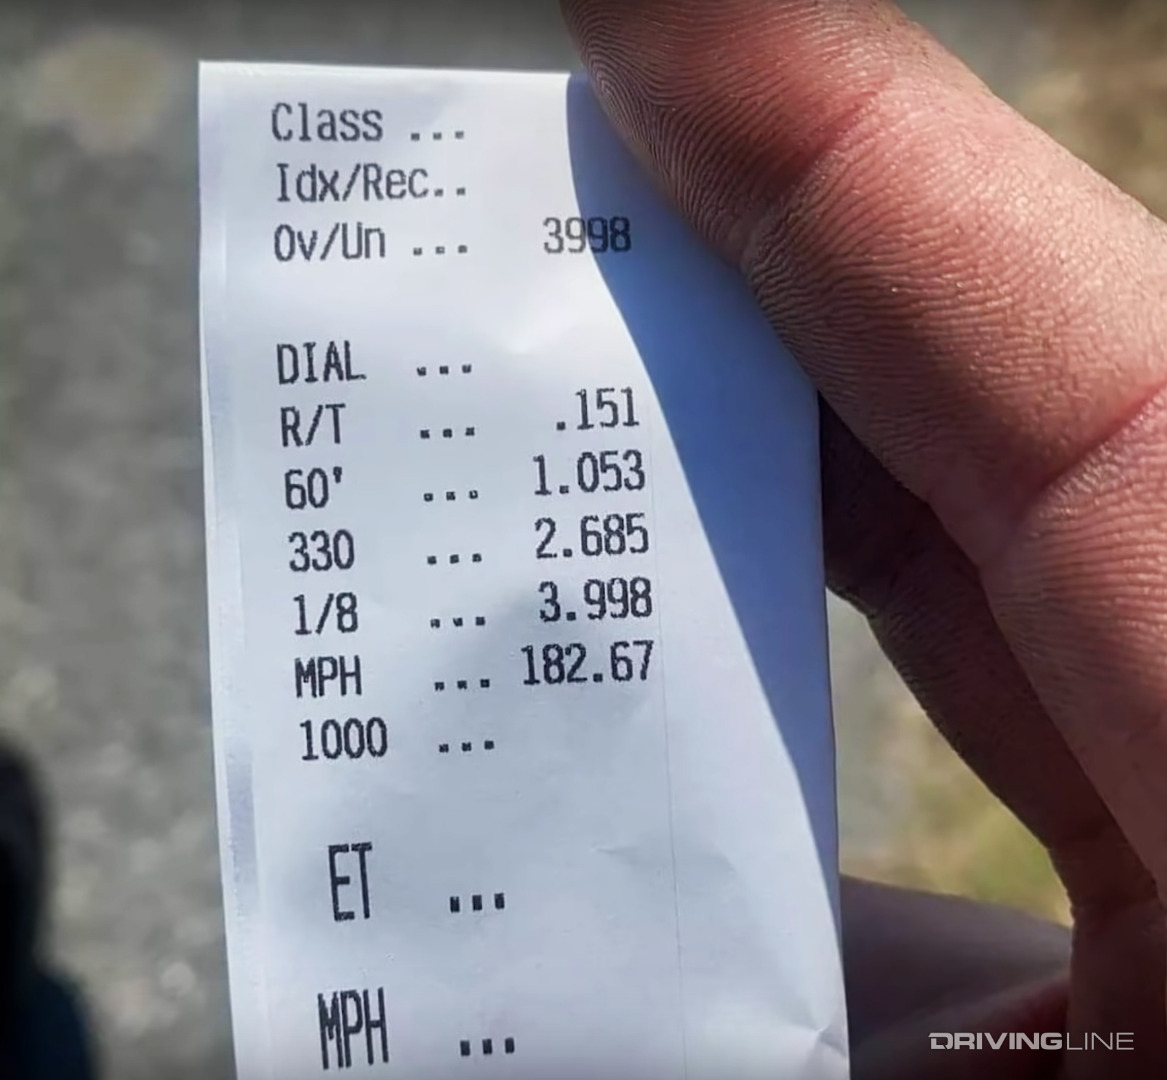 Class ...
Idx/Rec..
Ov/Un ... 3998
DIAL ...
R/T ... .151
60' ... 1.053
330 ... 2.685
1/8 ... 3.998
MPH ... 182.67
1000 ...
ET ...
MPH ...
DRIVINGLINE